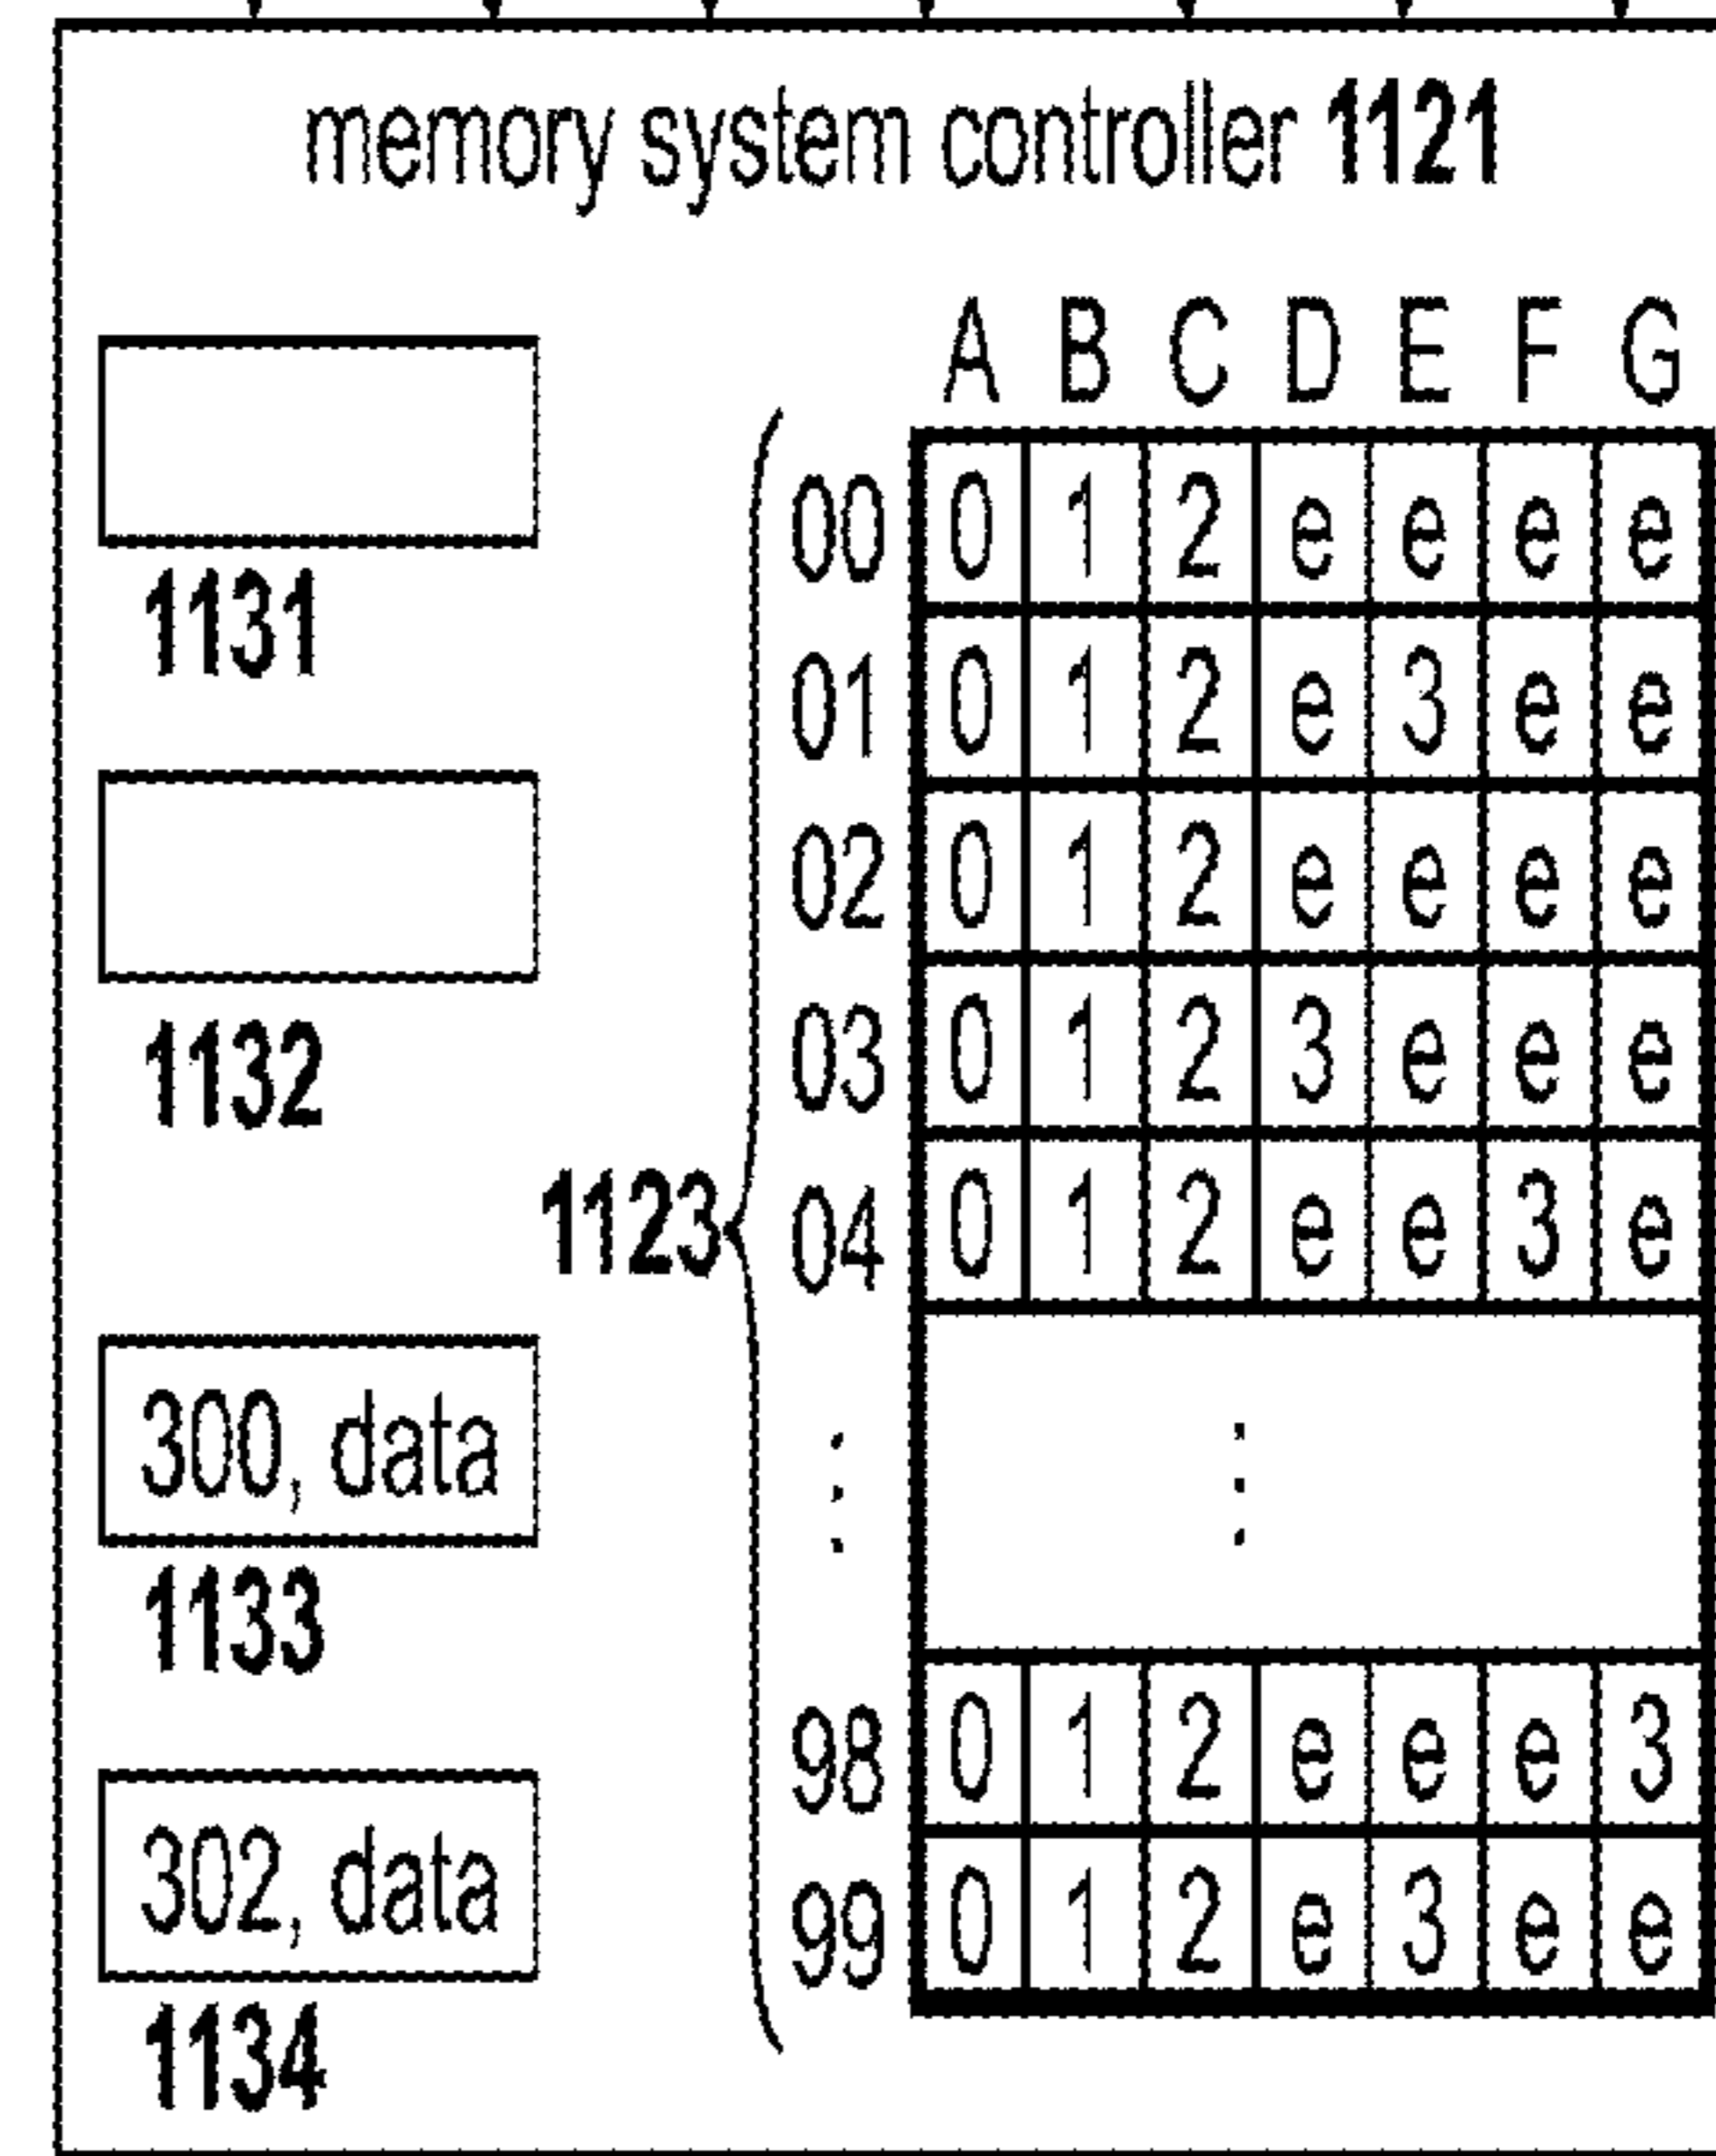 memory system controller 1121
A B C D E F G
00 0 1 2 e e e e
01 0 1 2 e 3 e e
02 0 1 2 e e e e
03 0 1 2 3 e e e
04 0 1 2 e e 3 e
⋮ ⋮
98 0 1 2 e e e 3
99 0 1 2 e 3 e e
1123
1131
1132
300, data
1133
302, data
1134